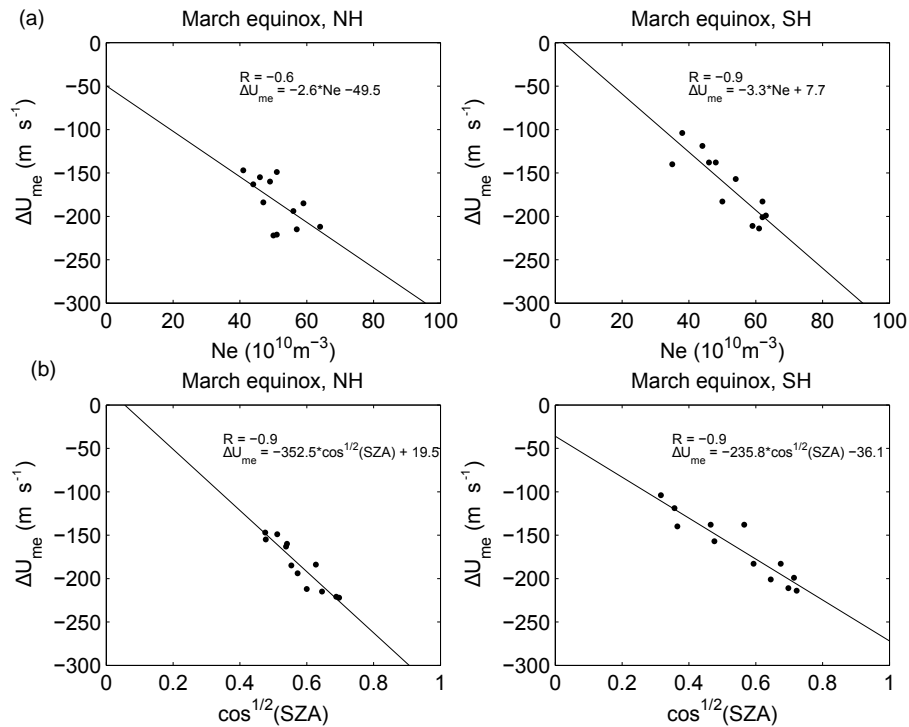 (a)
March equinox, NH
0
−50
−100
−150
−200
−250
−300
ΔU_me (m s^−1)
R = −0.6
ΔU_me = −2.6*Ne −49.5
0 20 40 60 80 100
Ne (10^10 m^−3)
March equinox, SH
0
−50
−100
−150
−200
−250
−300
ΔU_me (m s^−1)
R = −0.9
ΔU_me = −3.3*Ne + 7.7
0 20 40 60 80 100
Ne (10^10 m^−3)
(b)
March equinox, NH
0
−50
−100
−150
−200
−250
−300
ΔU_me (m s^−1)
R = −0.9
ΔU_me = −352.5*cos^1/2(SZA) + 19.5
0 0.2 0.4 0.6 0.8 1
cos^1/2(SZA)
March equinox, SH
0
−50
−100
−150
−200
−250
−300
ΔU_me (m s^−1)
R = −0.9
ΔU_me = −235.8*cos^1/2(SZA) −36.1
0 0.2 0.4 0.6 0.8 1
cos^1/2(SZA)